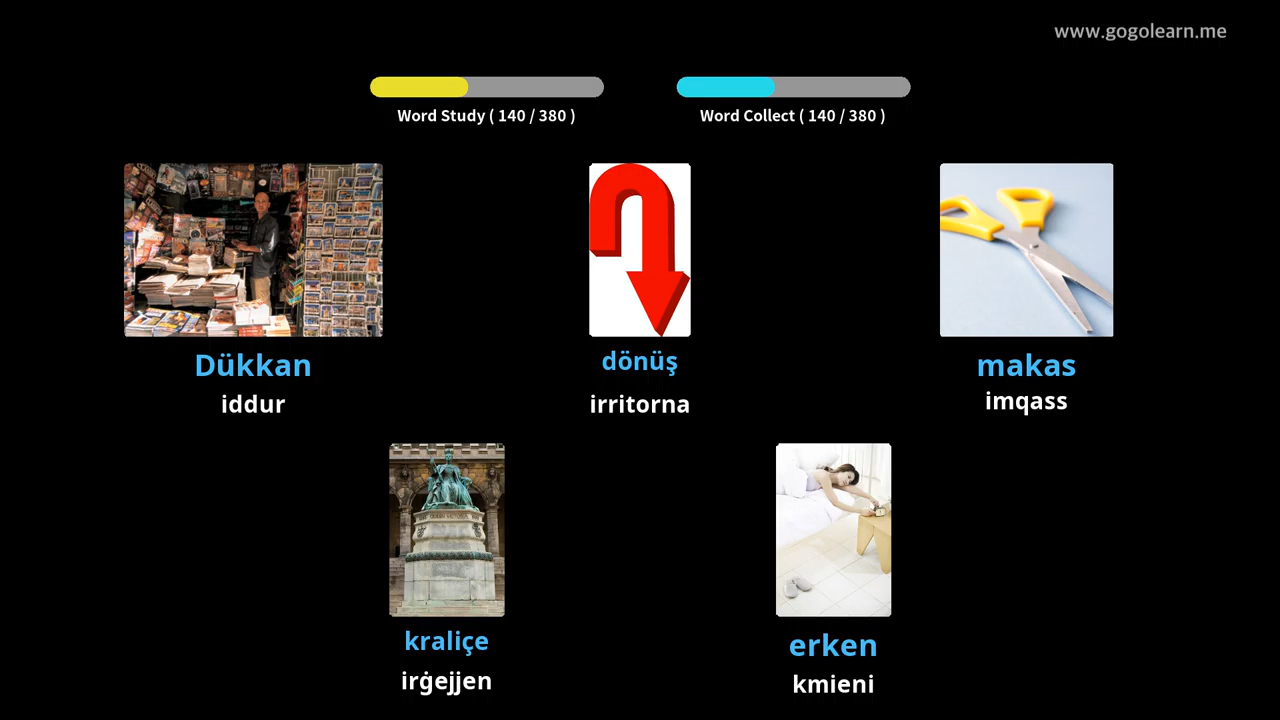 www.gogolearn.me
Word Study ( 140 / 380 )
Word Collect ( 140 / 380 )
Dükkan
iddur
dönüş
irritorna
makas
imqass
kraliçe
irġejjen
erken
kmieni